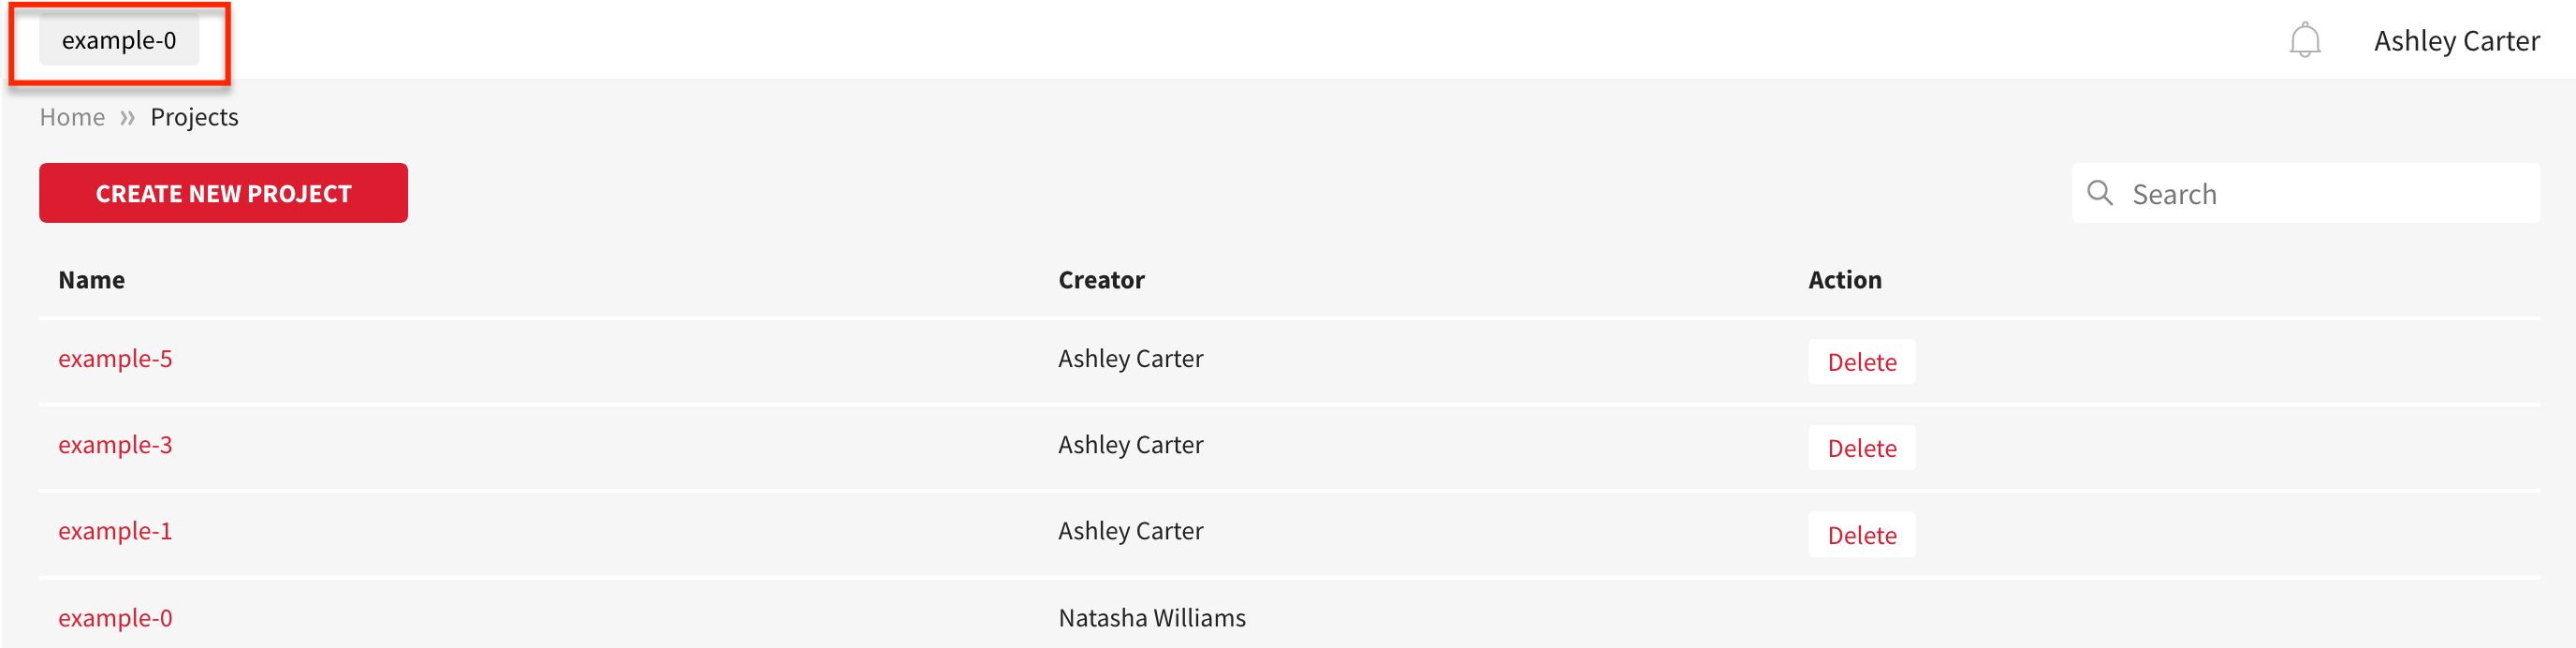 example-0 Ashley Carter
Home » Projects
CREATE NEW PROJECT Search
Name Creator Action
example-5 Ashley Carter Delete
example-3 Ashley Carter Delete
example-1 Ashley Carter Delete
example-0 Natasha Williams